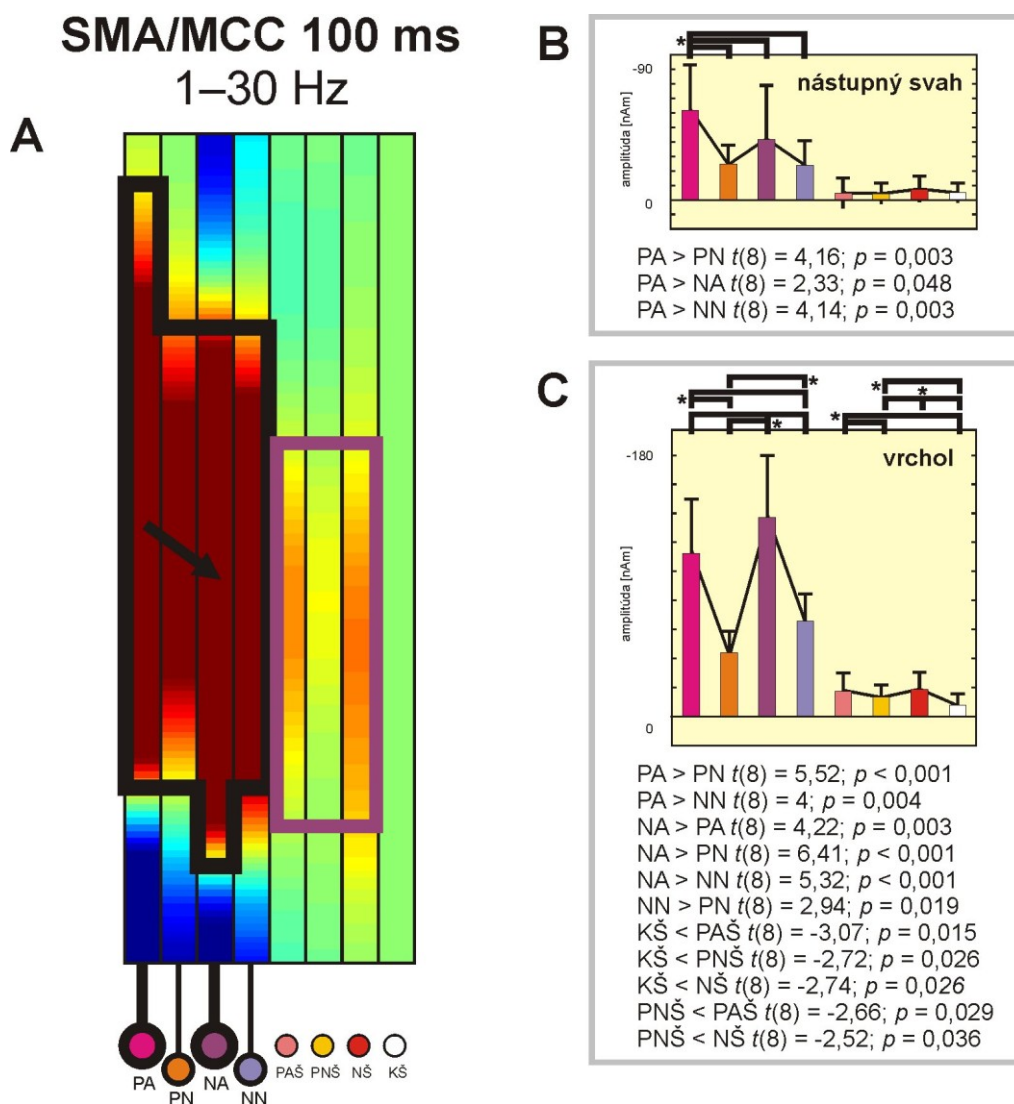 SMA/MCC 100 ms
1–30 Hz
A
PA
PN
NA
NN
PAŠ
PNŠ
NŠ
KŠ
B
*
-90
nástupný svah
amplitúda [nAm]
0
PA > PN t(8) = 4,16; p = 0,003
PA > NA t(8) = 2,33; p = 0,048
PA > NN t(8) = 4,14; p = 0,003
C
*
*
*
*
*
*
-180
vrchol
amplitúda [nAm]
0
PA > PN t(8) = 5,52; p < 0,001
PA > NN t(8) = 4; p = 0,004
NA > PA t(8) = 4,22; p = 0,003
NA > PN t(8) = 6,41; p < 0,001
NA > NN t(8) = 5,32; p < 0,001
NN > PN t(8) = 2,94; p = 0,019
KŠ < PAŠ t(8) = -3,07; p = 0,015
KŠ < PNŠ t(8) = -2,72; p = 0,026
KŠ < NŠ t(8) = -2,74; p = 0,026
PNŠ < PAŠ t(8) = -2,66; p = 0,029
PNŠ < NŠ t(8) = -2,52; p = 0,036